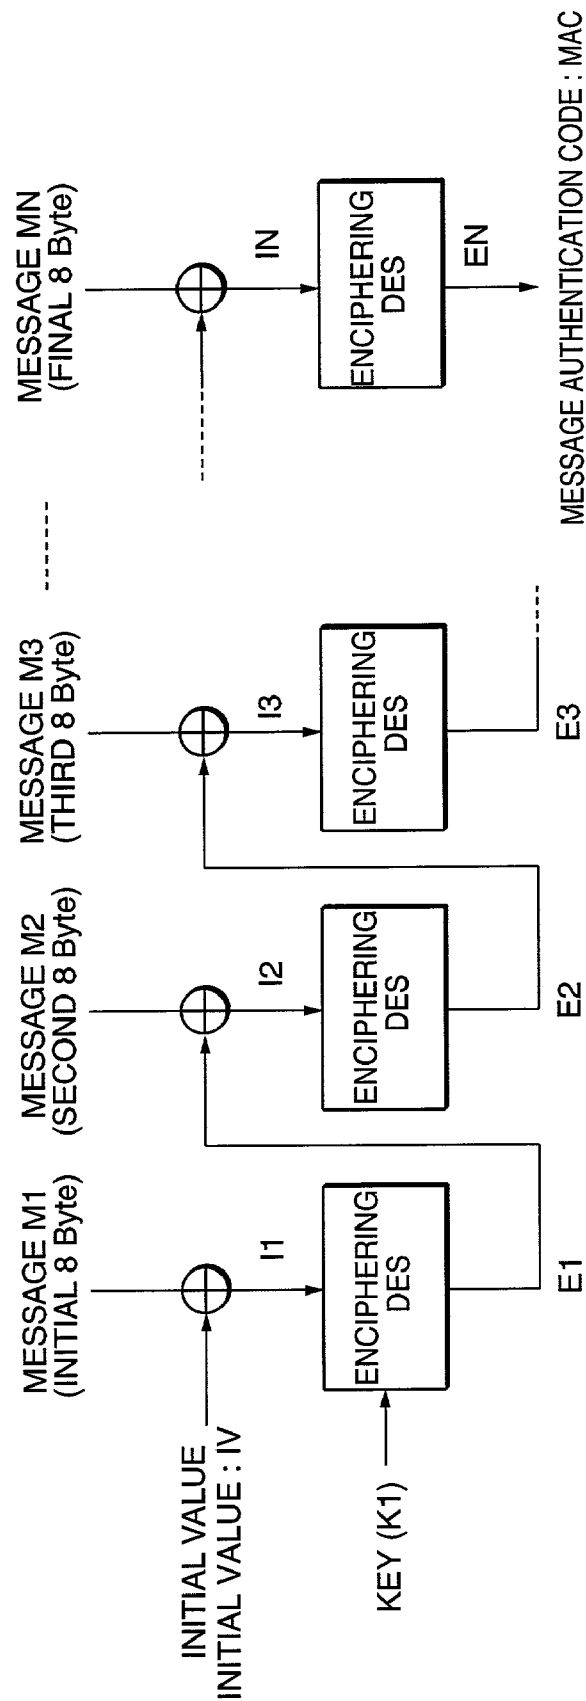 MESSAGE M1
(INITIAL 8 Byte)
MESSAGE M2
(SECOND 8 Byte)
MESSAGE M3
(THIRD 8 Byte)
MESSAGE MN
(FINAL 8 Byte)
INITIAL VALUE
INITIAL VALUE : IV
I1
I2
I3
IN
KEY (K1)
ENCIPHERING
DES
ENCIPHERING
DES
ENCIPHERING
DES
ENCIPHERING
DES
E1
E2
E3
EN
MESSAGE AUTHENTICATION CODE : MAC